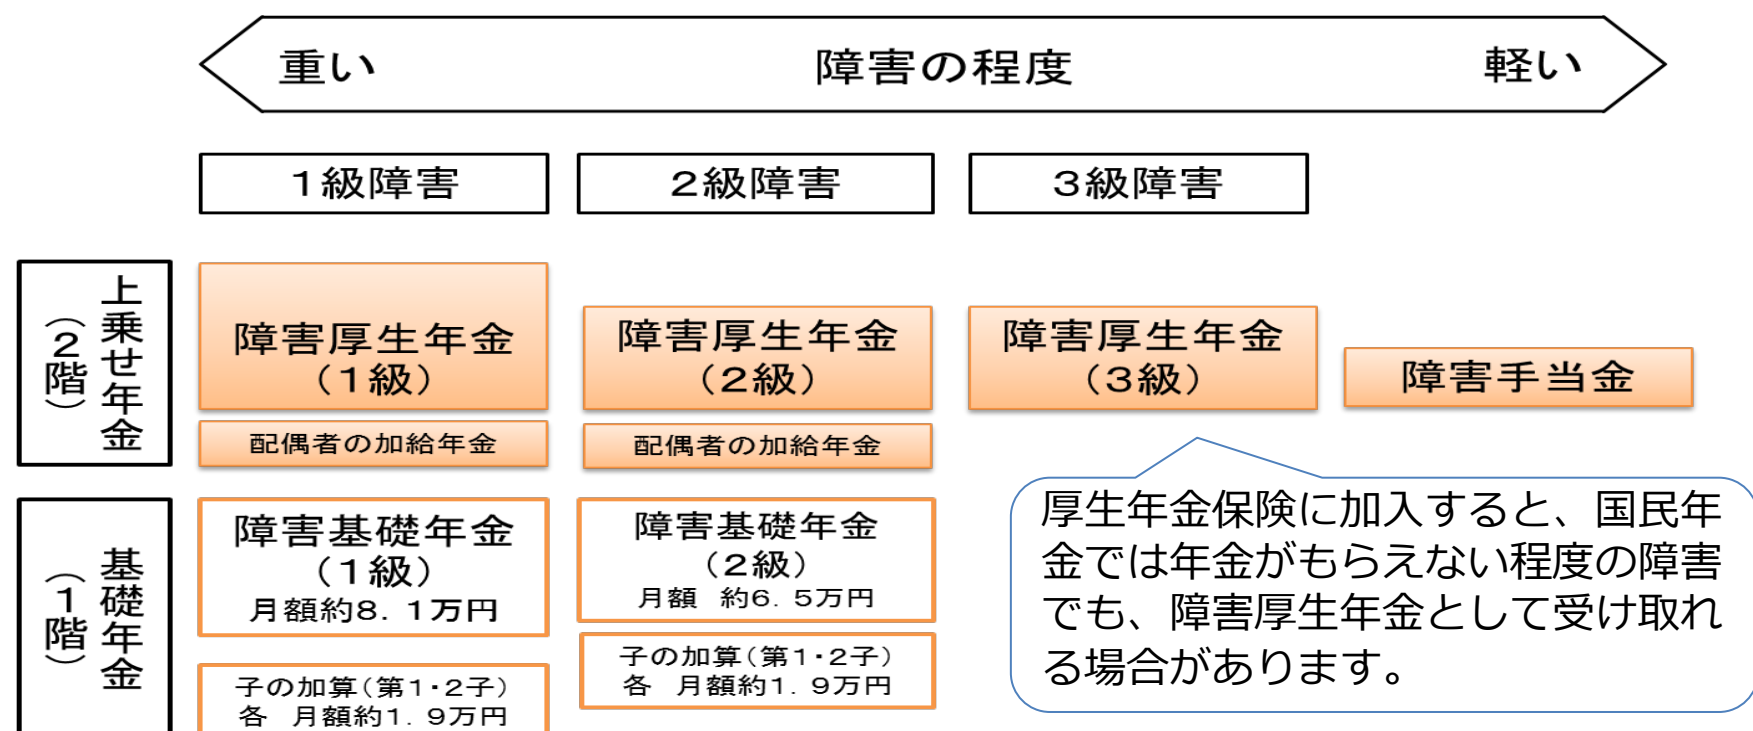 重い　障害の程度　軽い
1級障害
2級障害
3級障害
上乗せ年金
（2階）
障害厚生年金
（1級）
配偶者の加給年金
障害厚生年金
（2級）
配偶者の加給年金
障害厚生年金
（3級）
障害手当金
厚生年金保険に加入すると、国民年
金では年金がもらえない程度の障害
でも、障害厚生年金として受け取れ
る場合があります。
基礎年金
（1階）
障害基礎年金
（1級）
月額約8．1万円
子の加算（第1・2子）
各　月額約1．9万円
障害基礎年金
（2級）
月額　約6．5万円
子の加算（第1・2子）
各　月額約1．9万円